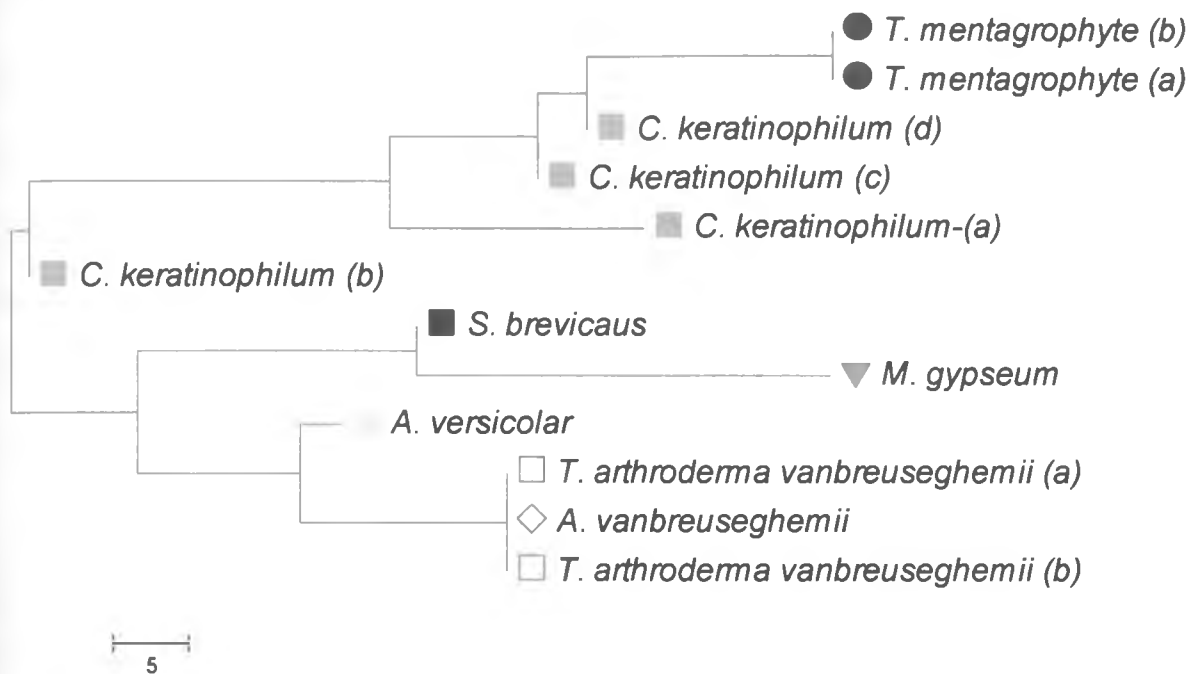 T. mentagrophyte (b)
T. mentagrophyte (a)
C. keratinophilum (d)
C. keratinophilum (c)
C. keratinophilum-(a)
C. keratinophilum (b)
S. brevicaus
M. gypseum
A. versicolar
T. arthroderma vanbreuseghemii (a)
A. vanbreuseghemii
T. arthroderma vanbreuseghemii (b)
5